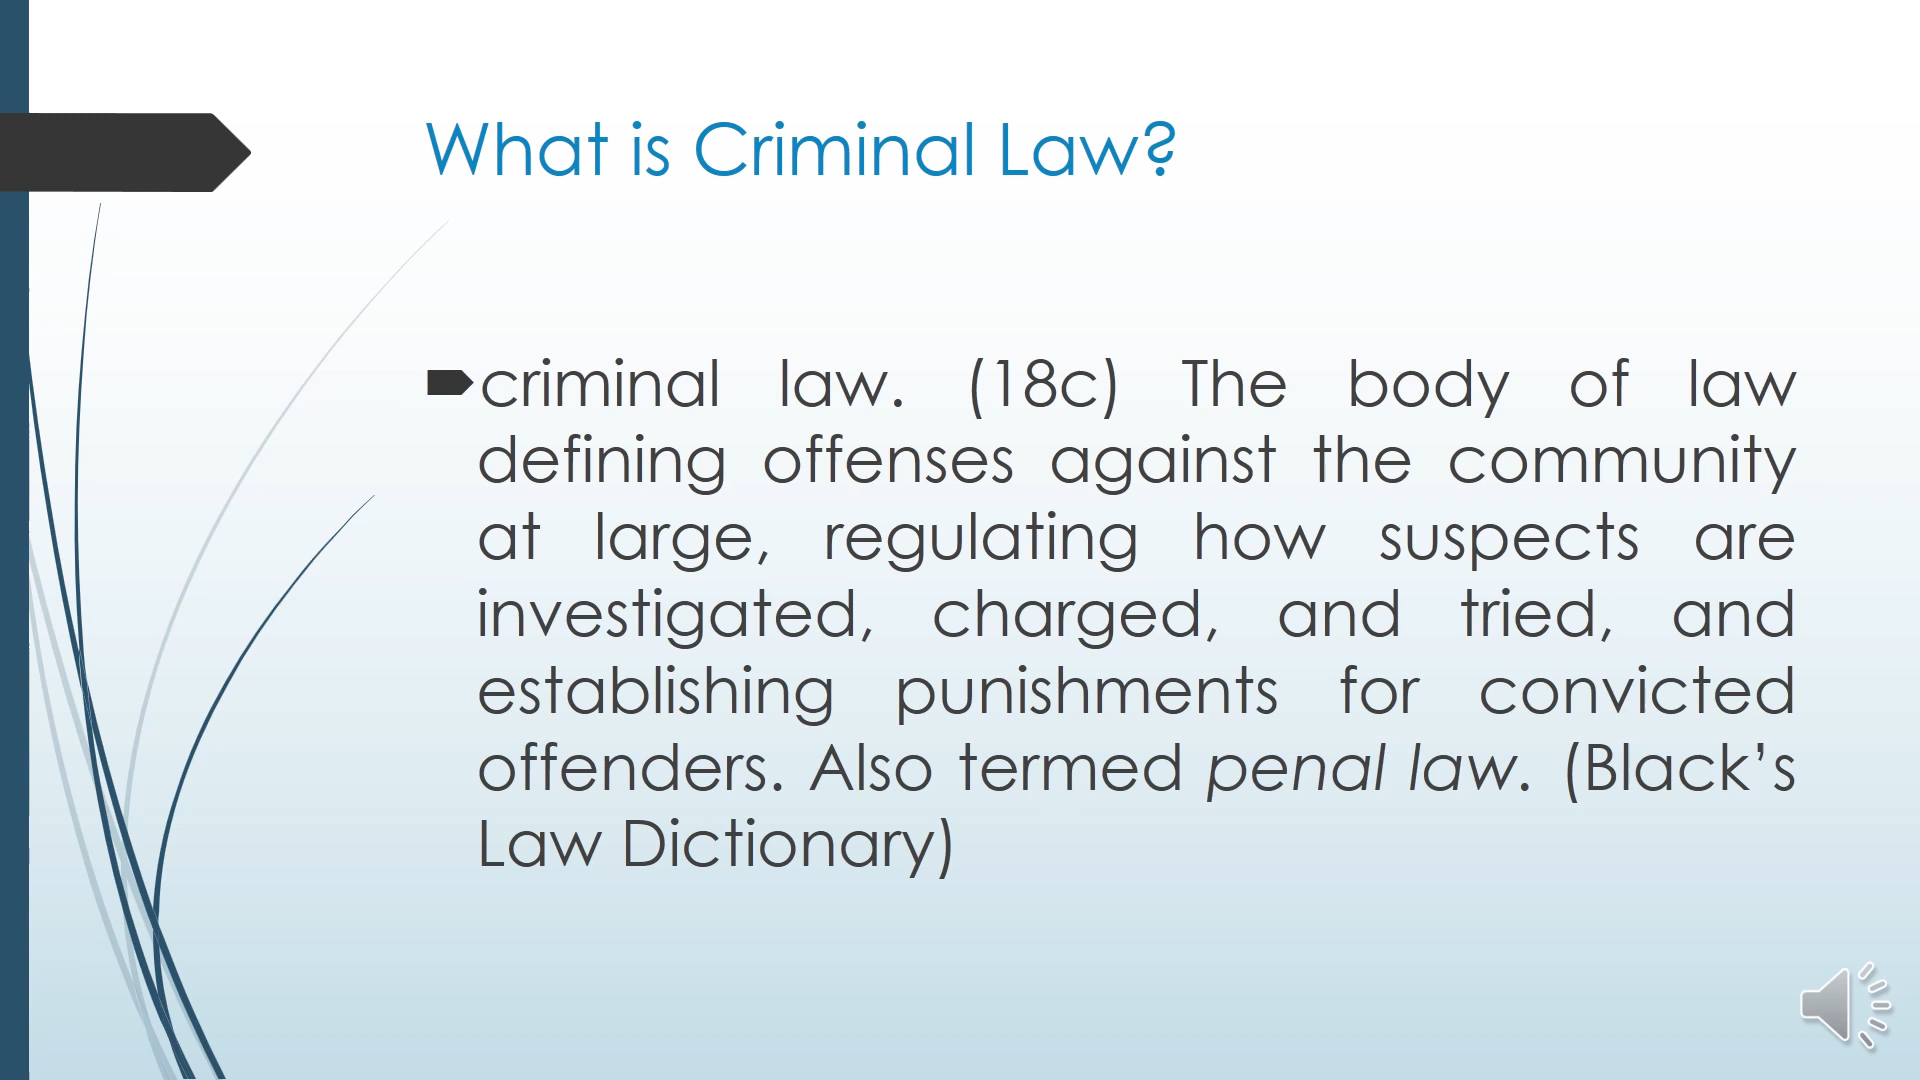 What is Criminal Law?
criminal law. (18c) The body of law
defining offenses against the community
at large, regulating how suspects are
investigated, charged, and tried, and
establishing punishments for convicted
offenders. Also termed penal law. (Black’s
Law Dictionary)